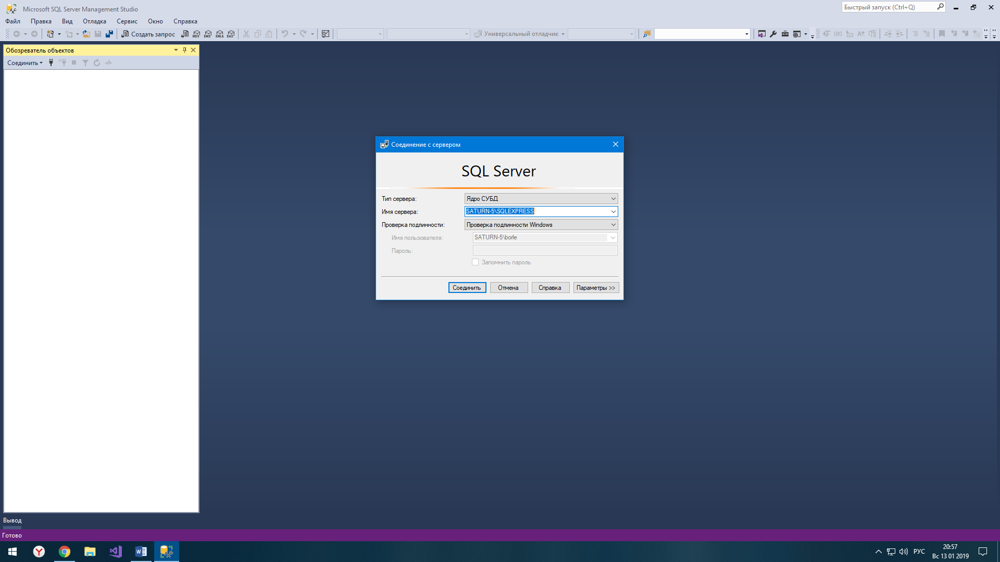 Microsoft SQL Server Management Studio
Быстрый запуск (Ctrl+Q)
Файл Правка Вид Отладка Сервис Окно Справка
Создать запрос MDX DMX XMLA DAX Универсальный отладчик
Обозреватель объектов
Соединить
Соединение с сервером
SQL Server
Тип сервера: Ядро СУБД
Имя сервера: SATURN-5\SQLEXPRESS
Проверка подлинности: Проверка подлинности Windows
Имя пользователя: SATURN-5\borle
Пароль:
Запомнить пароль
Соединить Отмена Справка Параметры >>
Вывод
Готово
РУС
20:57
Вс 13 01 2019